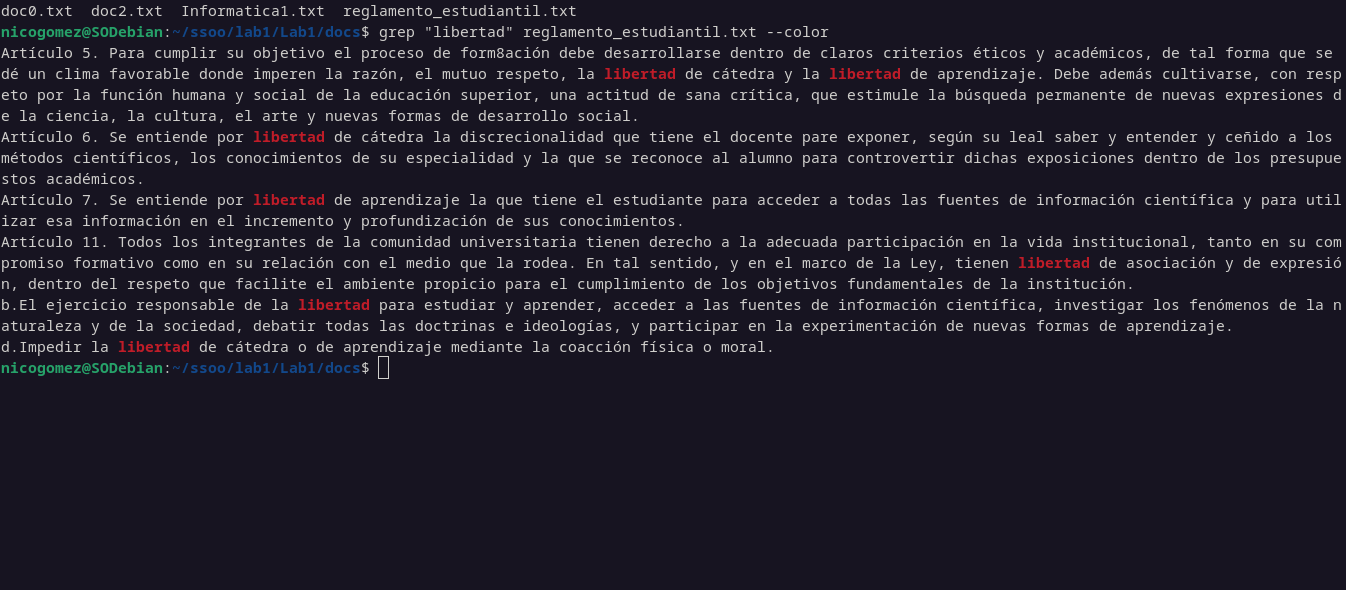 doc0.txt  doc2.txt  Informatica1.txt  reglamento_estudiantil.txt
nicogomez@SODebian:~/ssoo/lab1/Lab1/docs$ grep "libertad" reglamento_estudiantil.txt --color
Artículo 5. Para cumplir su objetivo el proceso de form8ación debe desarrollarse dentro de claros criterios éticos y académicos, de tal forma que se
dé un clima favorable donde imperen la razón, el mutuo respeto, la libertad de cátedra y la libertad de aprendizaje. Debe además cultivarse, con resp
eto por la función humana y social de la educación superior, una actitud de sana crítica, que estimule la búsqueda permanente de nuevas expresiones d
e la ciencia, la cultura, el arte y nuevas formas de desarrollo social.
Artículo 6. Se entiende por libertad de cátedra la discrecionalidad que tiene el docente pare exponer, según su leal saber y entender y ceñido a los
métodos científicos, los conocimientos de su especialidad y la que se reconoce al alumno para controvertir dichas exposiciones dentro de los presupue
stos académicos.
Artículo 7. Se entiende por libertad de aprendizaje la que tiene el estudiante para acceder a todas las fuentes de información científica y para util
izar esa información en el incremento y profundización de sus conocimientos.
Artículo 11. Todos los integrantes de la comunidad universitaria tienen derecho a la adecuada participación en la vida institucional, tanto en su com
promiso formativo como en su relación con el medio que la rodea. En tal sentido, y en el marco de la Ley, tienen libertad de asociación y de expresió
n, dentro del respeto que facilite el ambiente propicio para el cumplimiento de los objetivos fundamentales de la institución.
b.El ejercicio responsable de la libertad para estudiar y aprender, acceder a las fuentes de información científica, investigar los fenómenos de la n
aturaleza y de la sociedad, debatir todas las doctrinas e ideologías, y participar en la experimentación de nuevas formas de aprendizaje.
d.Impedir la libertad de cátedra o de aprendizaje mediante la coacción física o moral.
nicogomez@SODebian:~/ssoo/lab1/Lab1/docs$